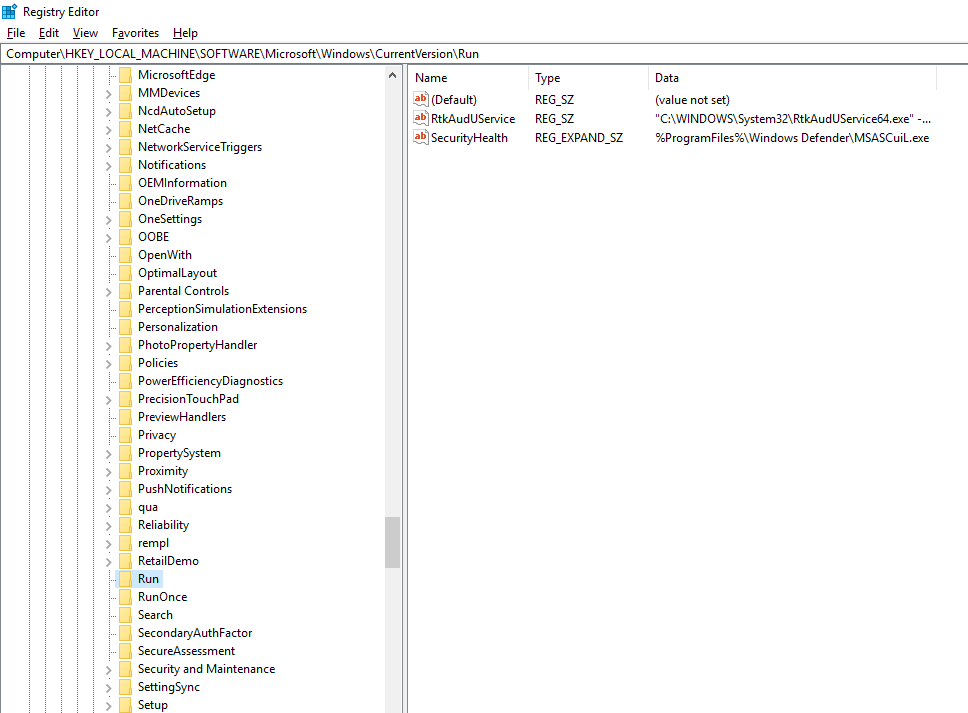 Registry Editor
File Edit View Favorites Help
Computer\HKEY_LOCAL_MACHINE\SOFTWARE\Microsoft\Windows\CurrentVersion\Run
MicrosoftEdge
MMDevices
NcdAutoSetup
NetCache
NetworkServiceTriggers
Notifications
OEMInformation
OneDriveRamps
OneSettings
OOBE
OpenWith
OptimalLayout
Parental Controls
PerceptionSimulationExtensions
Personalization
PhotoPropertyHandler
Policies
PowerEfficiencyDiagnostics
PrecisionTouchPad
PreviewHandlers
Privacy
PropertySystem
Proximity
PushNotifications
qua
Reliability
rempl
RetailDemo
Run
RunOnce
Search
SecondaryAuthFactor
SecureAssessment
Security and Maintenance
SettingSync
Setup
Name Type Data
ab (Default) REG_SZ (value not set)
ab RtkAudUService REG_SZ "C:\WINDOWS\System32\RtkAudUService64.exe" -...
ab SecurityHealth REG_EXPAND_SZ %ProgramFiles%\Windows Defender\MSASCuiL.exe